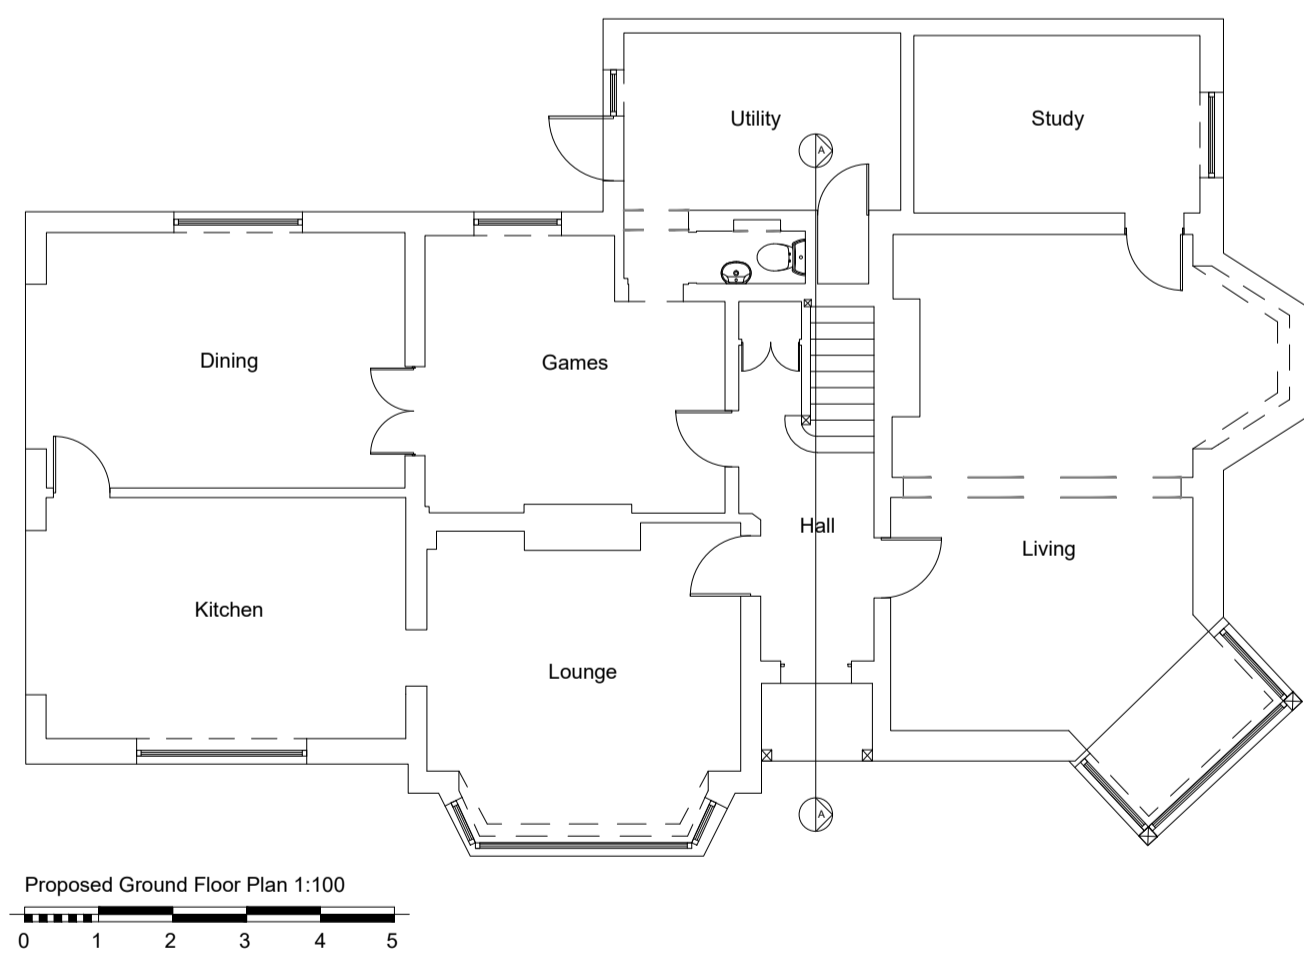 Utility
Study
A
Dining
Games
Hall
Living
Kitchen
Lounge
A
Proposed Ground Floor Plan 1:100
0 1 2 3 4 5